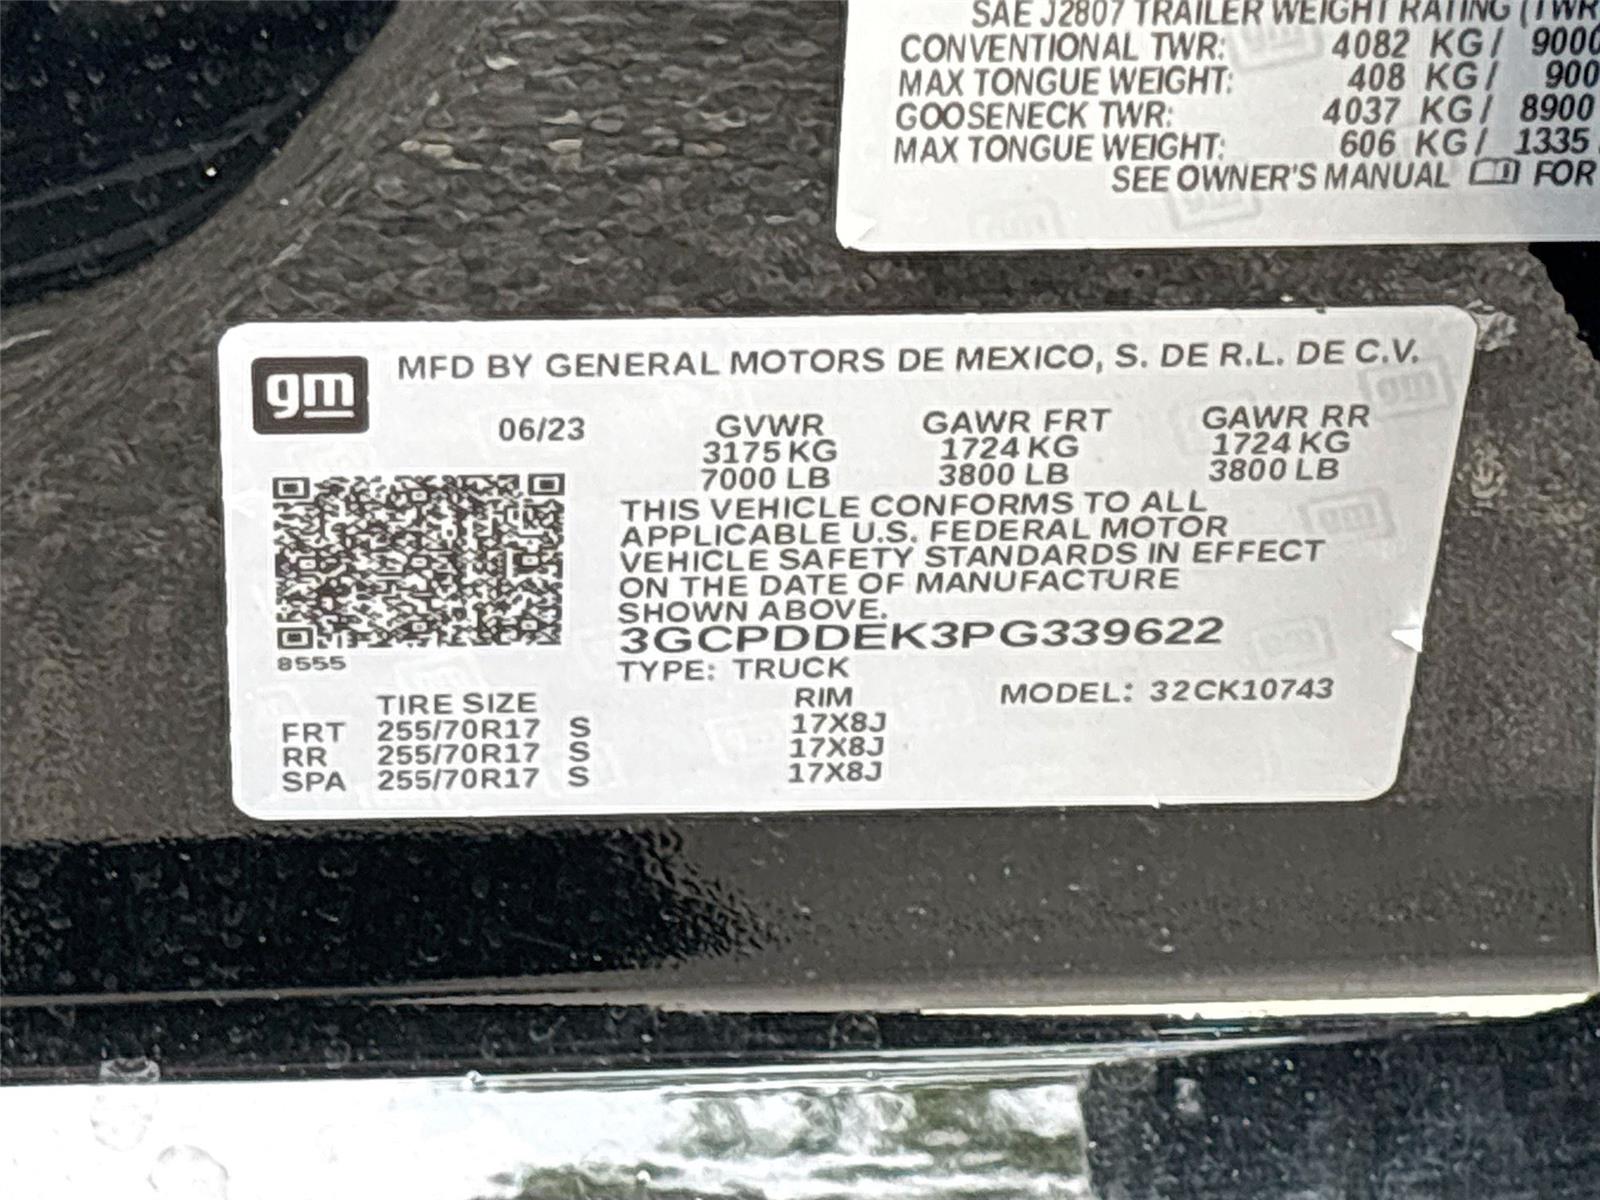 SAE J2807 TRAILER WEIGHT RATING (TWR
CONVENTIONAL TWR: 4082 KG/ 9000
MAX TONGUE WEIGHT: 408 KG/ 900
GOOSENECK TWR: 4037 KG/ 8900
MAX TONGUE WEIGHT: 606 KG/ 1335
SEE OWNER'S MANUAL FOR
gm MFD BY GENERAL MOTORS DE MEXICO, S. DE R.L. DE C.V.
06/23 GVWR GAWR FRT GAWR RR
3175 KG 1724 KG 1724 KG
7000 LB 3800 LB 3800 LB
THIS VEHICLE CONFORMS TO ALL
APPLICABLE U.S. FEDERAL MOTOR
VEHICLE SAFETY STANDARDS IN EFFECT
ON THE DATE OF MANUFACTURE
SHOWN ABOVE.
3GCPDDEK3PG339622
8555
TYPE: TRUCK
TIRE SIZE RIM MODEL: 32CK10743
FRT 255/70R17 S 17X8J
RR 255/70R17 S 17X8J
SPA 255/70R17 S 17X8J